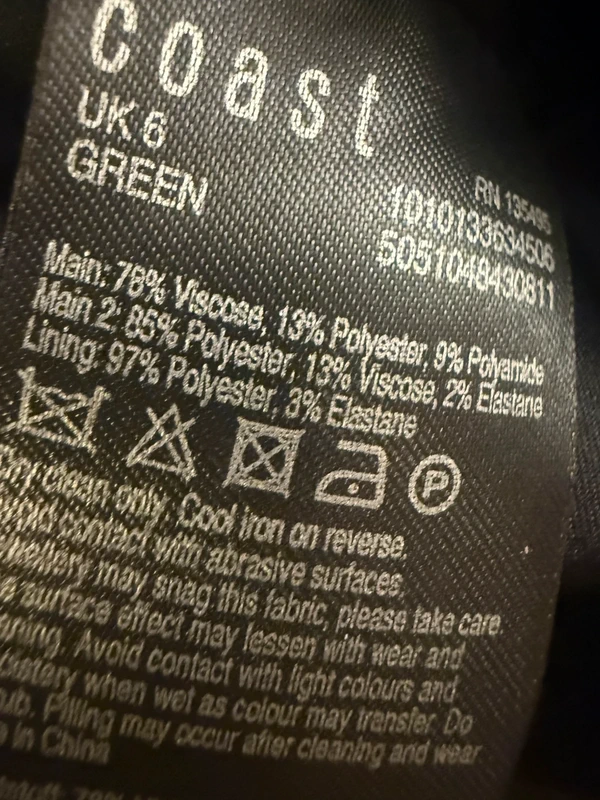 Coast
UK 6
GREEN
RN 135485
1010133634506
5051048430811
Main: 78% Viscose, 13% Polyester, 9% Polyamide
Main 2: 85% Polyester, 13% Viscose, 2% Elastane
Lining: 97% Polyester, 3% Elastane
P
clean only. Cool iron on reverse.
contact with abrasive surfaces.
may snag this fabric, please take care.
surface effect may lessen with wear and
Avoid contact with light colours and
when wet as colour may transfer. Do
Pilling may occur after cleaning and wear
in China